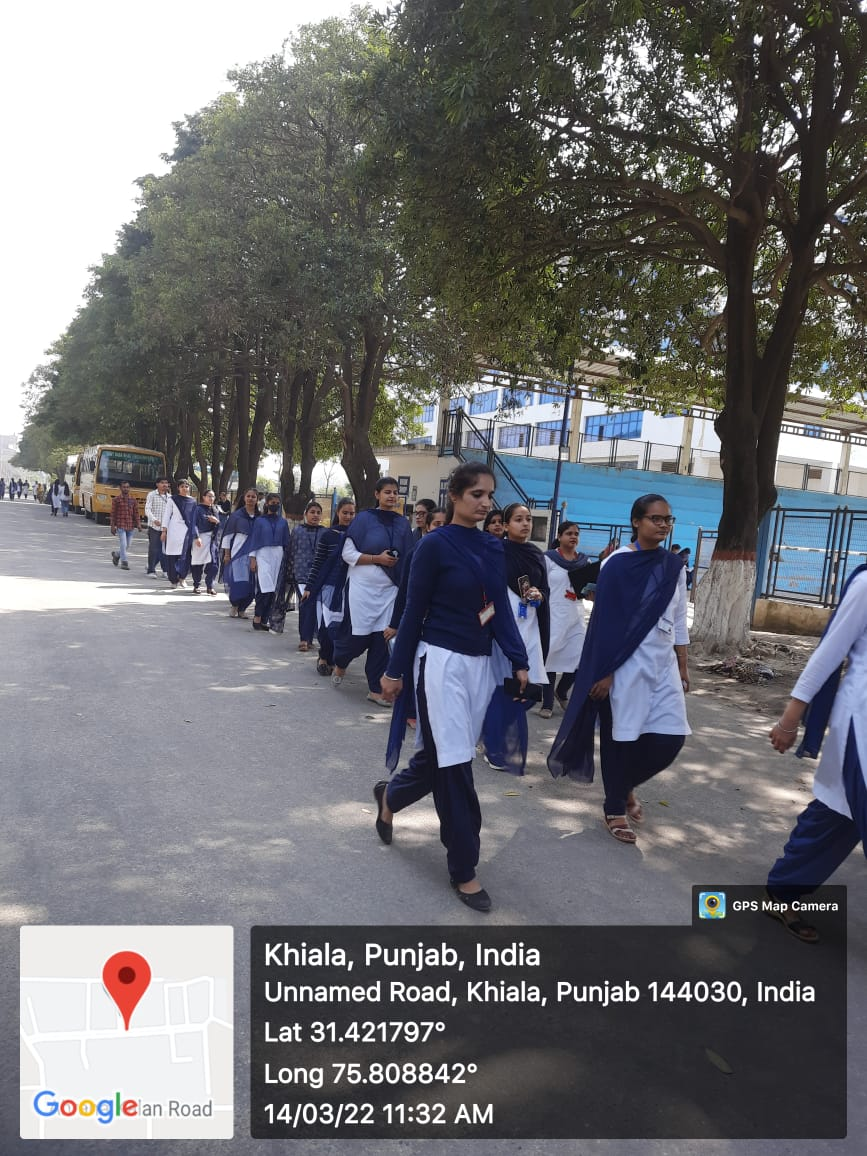 GPS Map Camera
Khiala, Punjab, India
Unnamed Road, Khiala, Punjab 144030, India
Lat 31.421797°
Long 75.808842°
14/03/22 11:32 AM
Google
lan Road